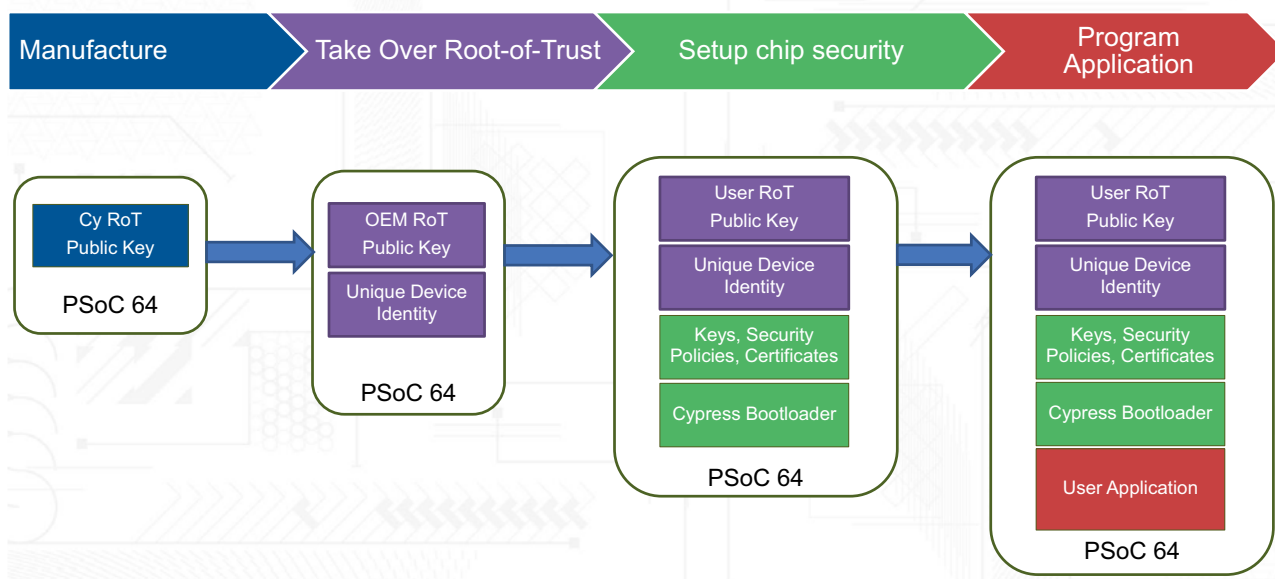 Manufacture
Take Over Root-of-Trust
Setup chip security
Program
Application
Cy RoT
Public Key
PSoC 64
OEM RoT
Public Key
Unique Device
Identity
PSoC 64
User RoT
Public Key
Unique Device
Identity
Keys, Security
Policies, Certificates
Cypress Bootloader
PSoC 64
User RoT
Public Key
Unique Device
Identity
Keys, Security
Policies, Certificates
Cypress Bootloader
User Application
PSoC 64